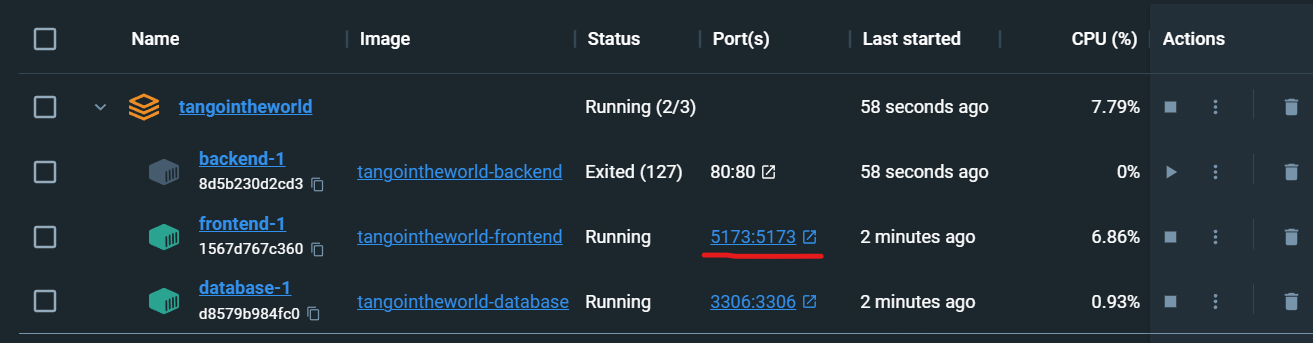 Name Image Status Port(s) Last started CPU (%) Actions
tangointheworld Running (2/3) 58 seconds ago 7.79%
backend-1
8d5b230d2cd3 tangointheworld-backend Exited (127) 80:80 58 seconds ago 0%
frontend-1
1567d767c360 tangointheworld-frontend Running 5173:5173 2 minutes ago 6.86%
database-1
d8579b984fc0 tangointheworld-database Running 3306:3306 2 minutes ago 0.93%